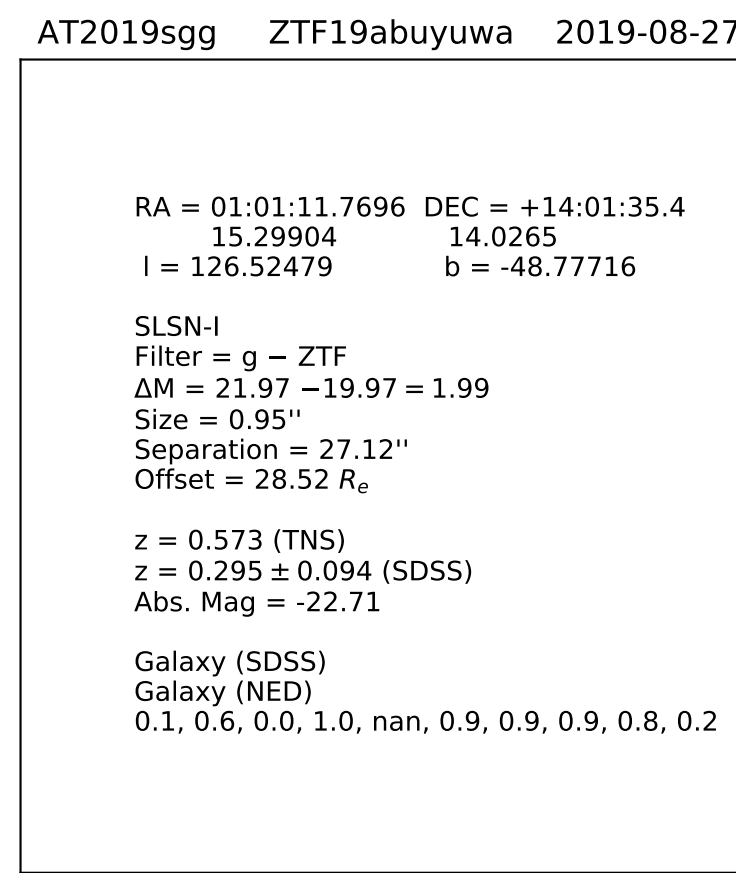 AT2019sgg ZTF19abuyuwa 2019-08-27
RA = 01:01:11.7696 DEC = +14:01:35.4
15.29904 14.0265
l = 126.52479 b = -48.77716
SLSN-I
Filter = g − ZTF
ΔM = 21.97 −19.97 = 1.99
Size = 0.95''
Separation = 27.12''
Offset = 28.52 Rₑ
z = 0.573 (TNS)
z = 0.295 ± 0.094 (SDSS)
Abs. Mag = -22.71
Galaxy (SDSS)
Galaxy (NED)
0.1, 0.6, 0.0, 1.0, nan, 0.9, 0.9, 0.9, 0.8, 0.2